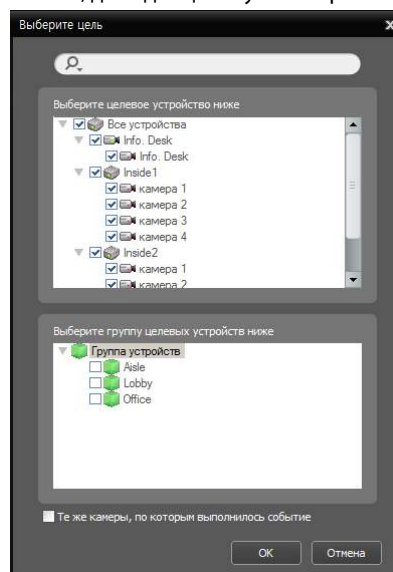 Выберите цель
Выберите целевое устройство ниже
Все устройства
Info. Desk
Info. Desk
Inside1
камера 1
камера 2
камера 3
камера 4
Inside2
камера 1
камера 2
Выберите группу целевых устройств ниже
Группа устройств
Aisle
Lobby
Office
Те же камеры, по которым выполнилось событие
OK Отмена